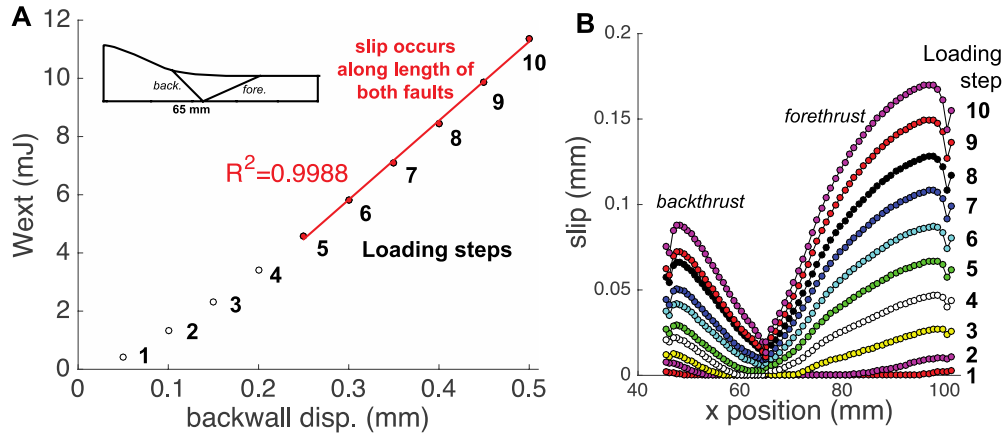 A
12
10
8
6
4
2
0
Wext (mJ)
0.1
0.2
0.3
0.4
0.5
backwall disp. (mm)
back.
fore.
65 mm
slip occurs
along length of
both faults
R²=0.9988
Loading steps
1
2
3
4
5
6
7
8
9
10
B
0.2
0.15
0.1
0.05
0
slip (mm)
40
60
80
100
x position (mm)
backthrust
forethrust
Loading
step
10
9
8
7
6
5
4
3
2
1